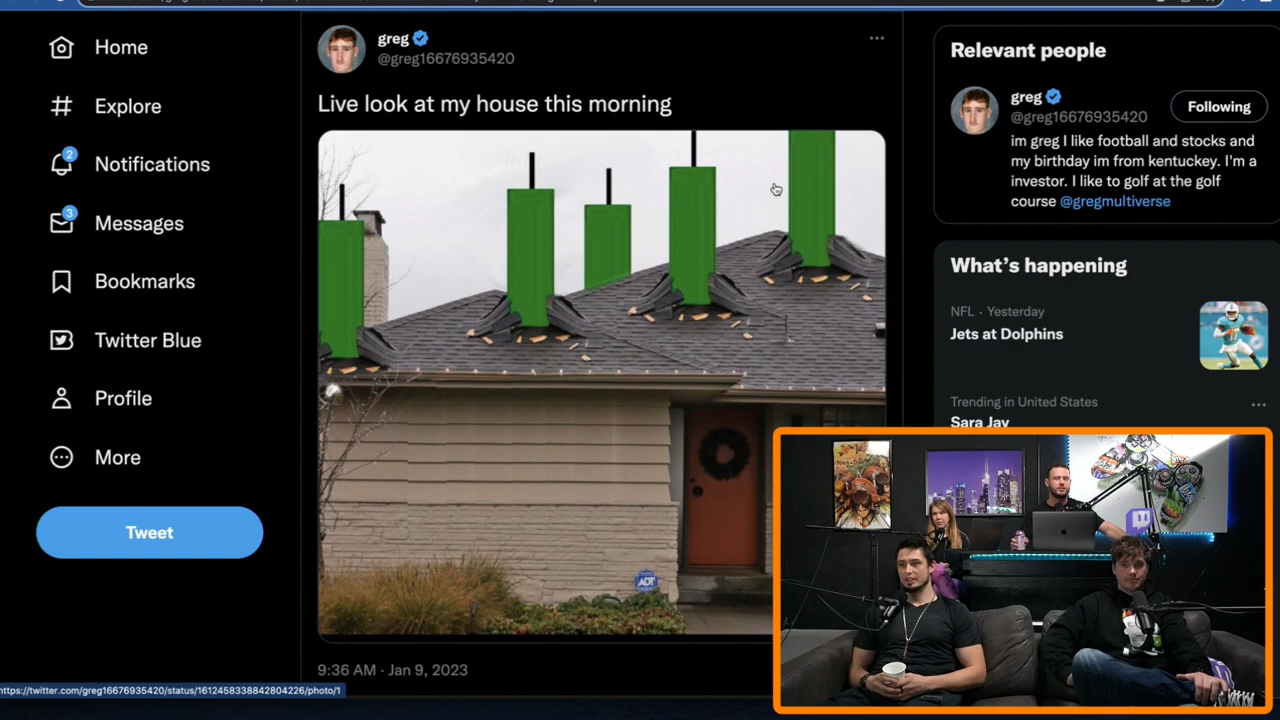 Home
Explore
2
Notifications
3
Messages
Bookmarks
Twitter Blue
Profile
More
Tweet
greg
@greg16676935420
Live look at my house this morning
ADT
9:36 AM · Jan 9, 2023
Relevant people
greg
@greg16676935420
Following
im greg I like football and stocks and
my birthday im from kentucky. I'm a
investor. I like to golf at the golf
course @gregmultiverse
What's happening
NFL · Yesterday
Jets at Dolphins
Trending in United States
Sara Jay
https://twitter.com/greg16676935420/status/1612458338842804226/photo/1